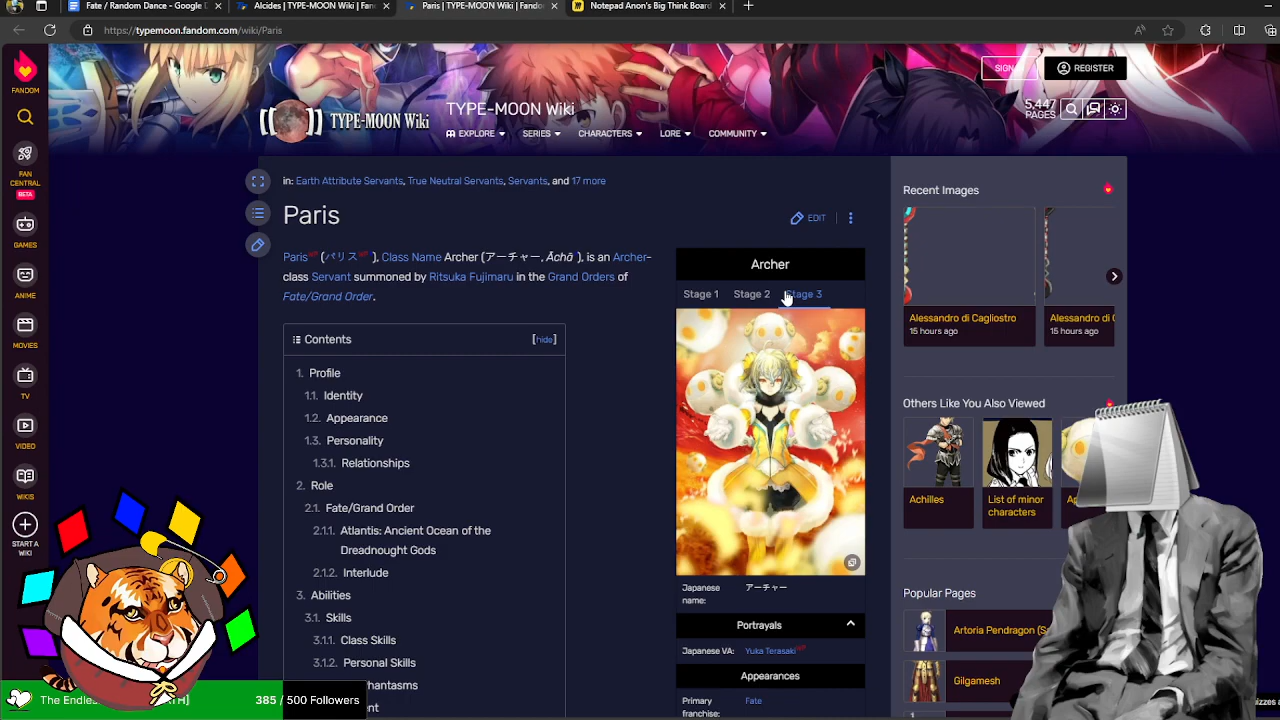 Fate / Random Dance - Google D
Alcides | TYPE-MOON Wiki | Fan
Paris | TYPE-MOON Wiki | Fando
Notepad Anon's Big Think Board
https://typemoon.fandom.com/wiki/Paris
FANDOM
SIGN
REGISTER
TYPE-MOON Wiki
TYPE-MOON Wiki
5,447
PAGES
EXPLORE
SERIES
CHARACTERS
LORE
COMMUNITY
FAN
CENTRAL
BETA
GAMES
ANIME
MOVIES
TV
VIDEO
WIKIS
START A
WIKI
in: Earth Attribute Servants, True Neutral Servants, Servants, and 17 more
Paris
EDIT
Paris (パリス), Class Name Archer (アーチャー, Āchā ), is an Archer-
class Servant summoned by Ritsuka Fujimaru in the Grand Orders of
Fate/Grand Order.
Contents
[hide]
1. Profile
1.1. Identity
1.2. Appearance
1.3. Personality
1.3.1. Relationships
2. Role
2.1. Fate/Grand Order
2.1.1. Atlantis: Ancient Ocean of the
Dreadnought Gods
2.1.2. Interlude
3. Abilities
3.1. Skills
3.1.1. Class Skills
3.1.2. Personal Skills
hantasms
ent
Archer
Stage 1
Stage 2
Stage 3
Japanese
name:
アーチャー
Portrayals
Japanese VA: Yuka Terasaki
Appearances
Primary
franchise:
Fate
Recent Images
Alessandro di Cagliostro
15 hours ago
Alessandro di
15 hours ago
Others Like You Also Viewed
Achilles
List of minor
characters
Popular Pages
Artoria Pendragon (S
Gilgamesh
The Endles
385 / 500 Followers